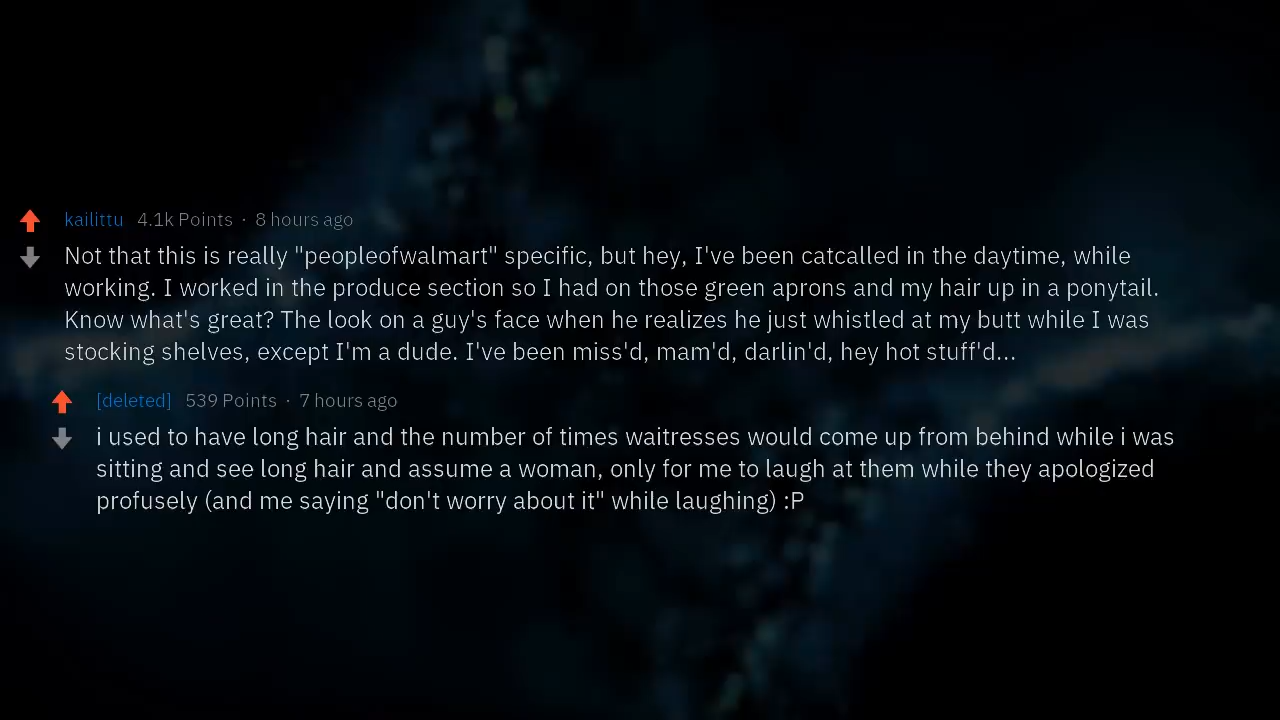 kailittu 4.1k Points · 8 hours ago
Not that this is really "peopleofwalmart" specific, but hey, I've been catcalled in the daytime, while
working. I worked in the produce section so I had on those green aprons and my hair up in a ponytail.
Know what's great? The look on a guy's face when he realizes he just whistled at my butt while I was
stocking shelves, except I'm a dude. I've been miss'd, mam'd, darlin'd, hey hot stuff'd...
[deleted] 539 Points · 7 hours ago
i used to have long hair and the number of times waitresses would come up from behind while i was
sitting and see long hair and assume a woman, only for me to laugh at them while they apologized
profusely (and me saying "don't worry about it" while laughing) :P